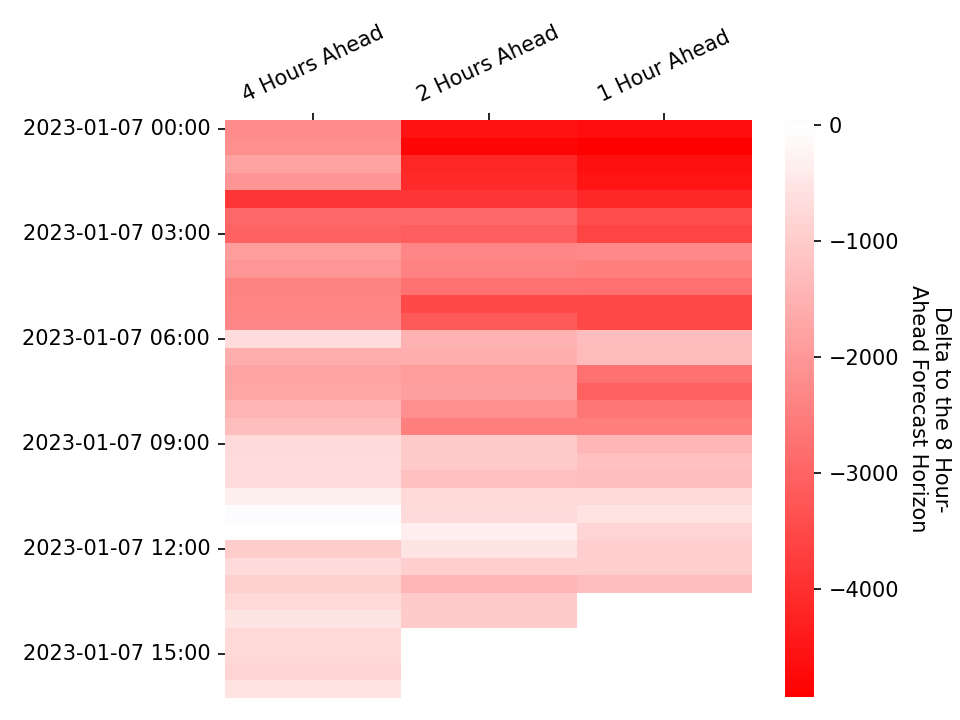 4 Hours Ahead
2 Hours Ahead
1 Hour Ahead
2023-01-07 00:00
2023-01-07 03:00
2023-01-07 06:00
2023-01-07 09:00
2023-01-07 12:00
2023-01-07 15:00
0
−1000
−2000
−3000
−4000
Delta to the 8 Hour-
Ahead Forecast Horizon